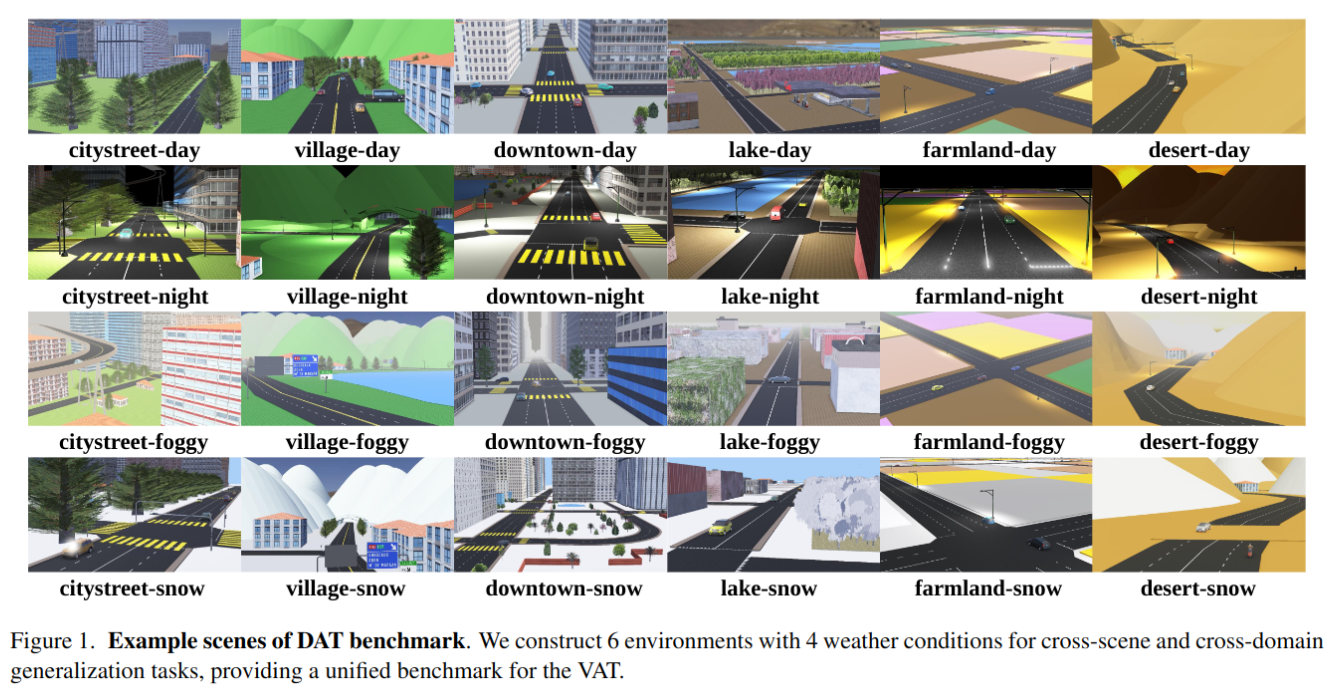 citystreet-day village-day downtown-day lake-day farmland-day desert-day
citystreet-night village-night downtown-night lake-night farmland-night desert-night
citystreet-foggy village-foggy downtown-foggy lake-foggy farmland-foggy desert-foggy
citystreet-snow village-snow downtown-snow lake-snow farmland-snow desert-snow
Figure 1. Example scenes of DAT benchmark. We construct 6 environments with 4 weather conditions for cross-scene and cross-domain
generalization tasks, providing a unified benchmark for the VAT.